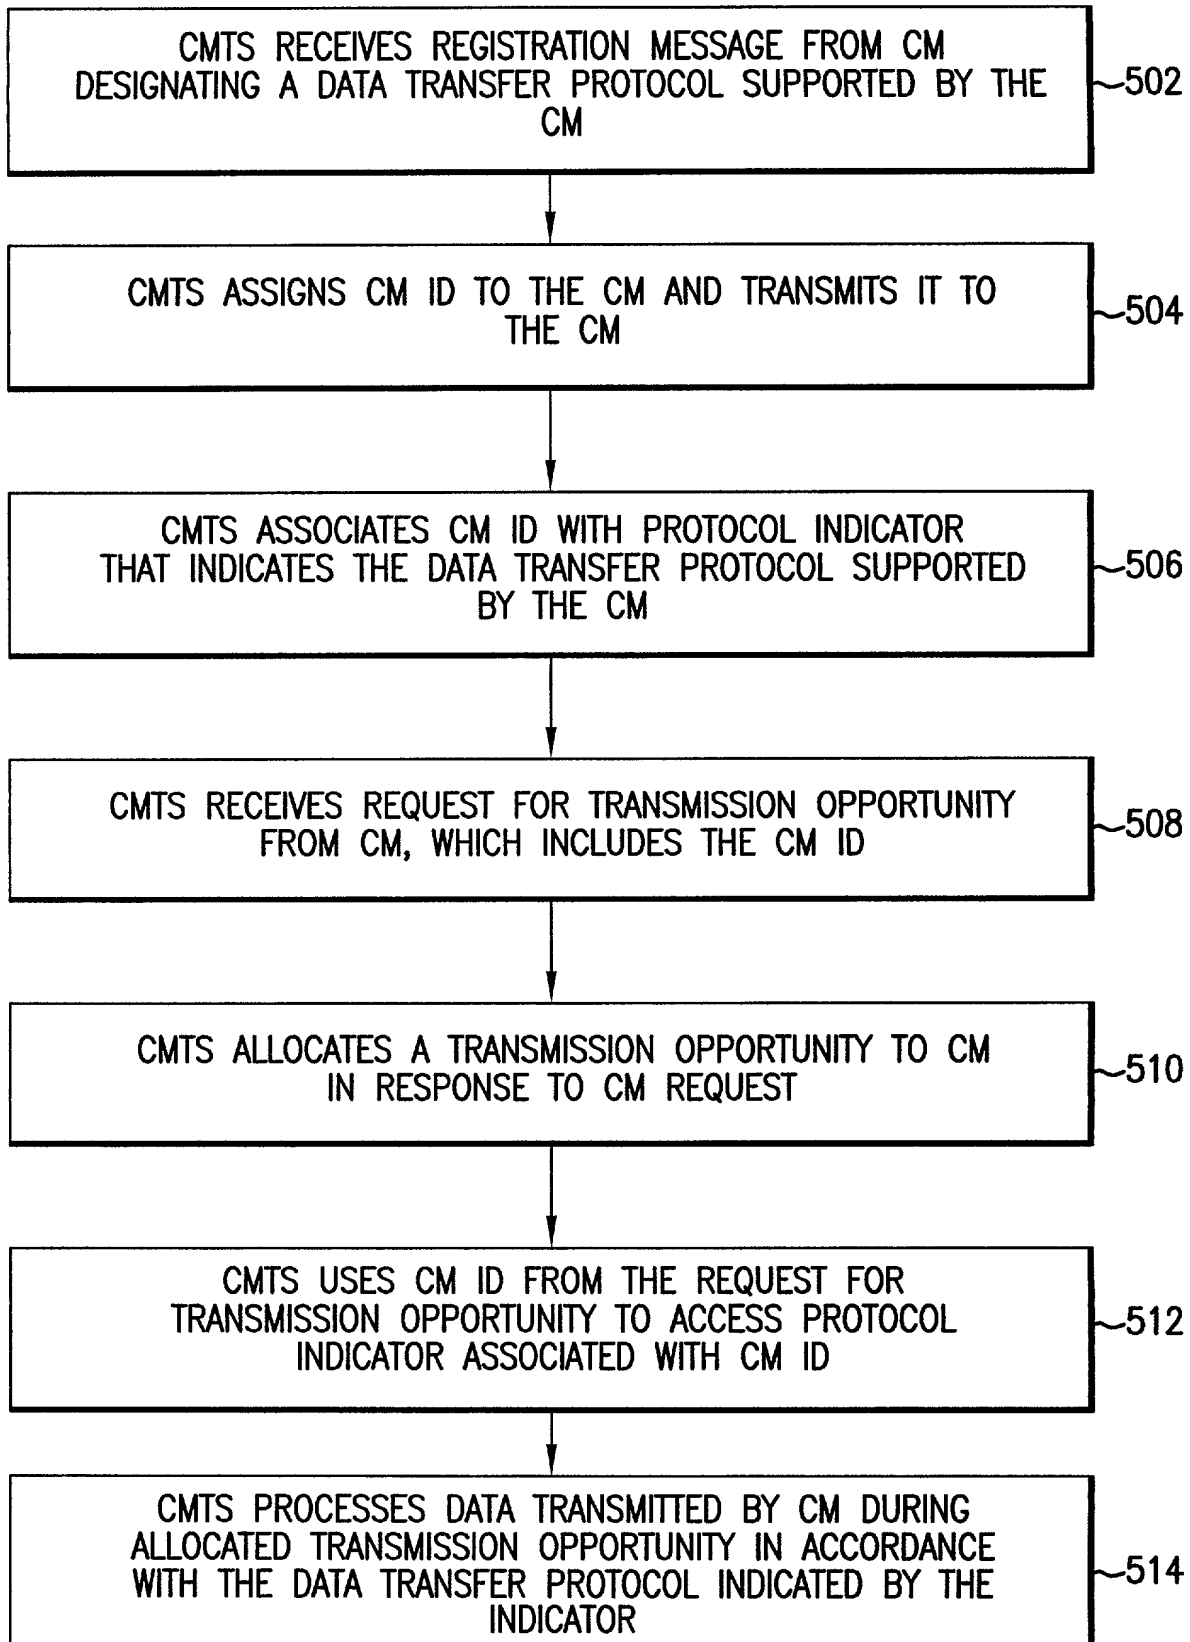 CMTS RECEIVES REGISTRATION MESSAGE FROM CM
DESIGNATING A DATA TRANSFER PROTOCOL SUPPORTED BY THE
CM
502
CMTS ASSIGNS CM ID TO THE CM AND TRANSMITS IT TO
THE CM
504
CMTS ASSOCIATES CM ID WITH PROTOCOL INDICATOR
THAT INDICATES THE DATA TRANSFER PROTOCOL SUPPORTED
BY THE CM
506
CMTS RECEIVES REQUEST FOR TRANSMISSION OPPORTUNITY
FROM CM, WHICH INCLUDES THE CM ID
508
CMTS ALLOCATES A TRANSMISSION OPPORTUNITY TO CM
IN RESPONSE TO CM REQUEST
510
CMTS USES CM ID FROM THE REQUEST FOR
TRANSMISSION OPPORTUNITY TO ACCESS PROTOCOL
INDICATOR ASSOCIATED WITH CM ID
512
CMTS PROCESSES DATA TRANSMITTED BY CM DURING
ALLOCATED TRANSMISSION OPPORTUNITY IN ACCORDANCE
WITH THE DATA TRANSFER PROTOCOL INDICATED BY THE
INDICATOR
514